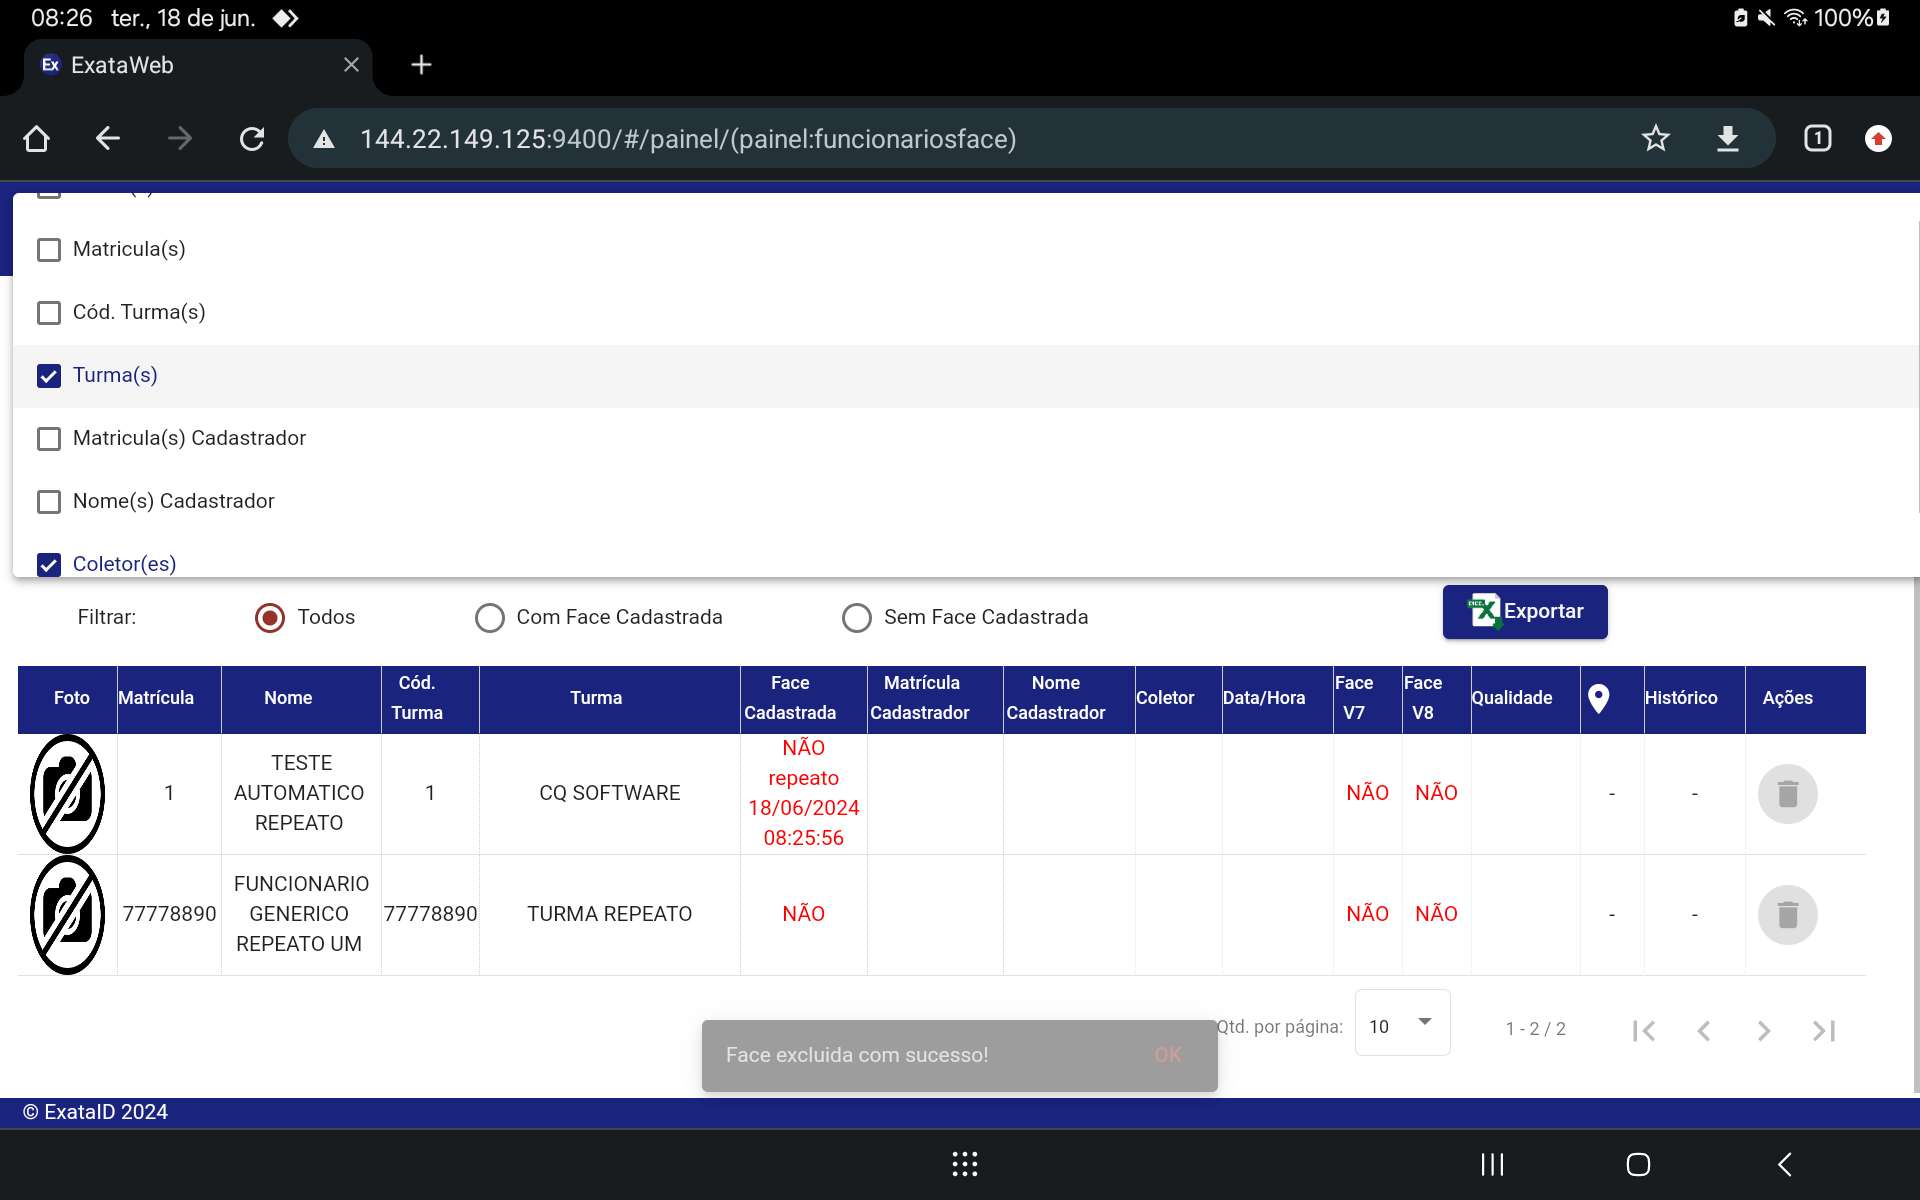 08:26 ter., 18 de jun. 100%
Ex ExataWeb
144.22.149.125:9400/#/painel/(painel:funcionariosface) 1
Matricula(s)
Cód. Turma(s)
Turma(s)
Matricula(s) Cadastrador
Nome(s) Cadastrador
Coletor(es)
Filtrar: Todos Com Face Cadastrada Sem Face Cadastrada Exportar
Foto Matrícula Nome Cód. Turma Turma Face Cadastrada Matrícula Cadastrador Nome Cadastrador Coletor Data/Hora Face V7 Face V8 Qualidade Histórico Ações
1 TESTE AUTOMATICO REPEATO 1 CQ SOFTWARE NÃO repeato 18/06/2024 08:25:56 NÃO NÃO - -
77778890 FUNCIONARIO GENERICO REPEATO UM 77778890 TURMA REPEATO NÃO NÃO NÃO - -
Qtd. por página: 10 1 - 2 / 2
Face excluida com sucesso! OK
© ExataID 2024